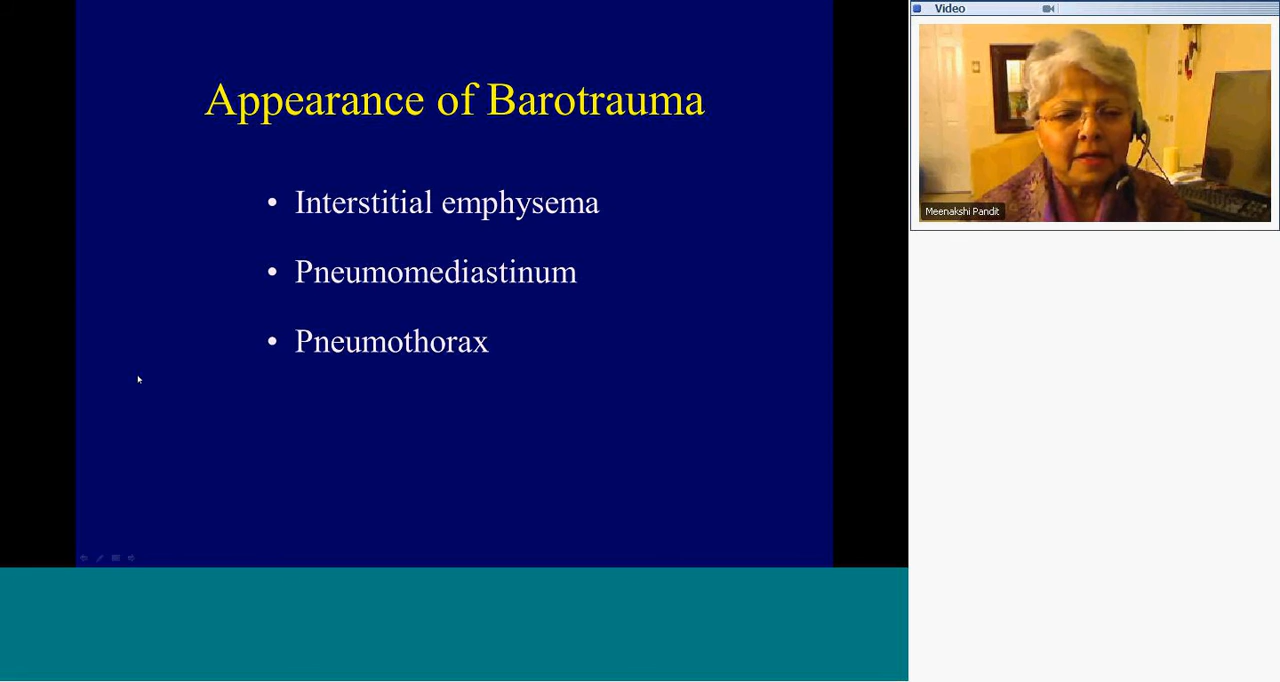 Appearance of Barotrauma
• Interstitial emphysema
• Pneumomediastinum
• Pneumothorax
Video
Meenakshi Pandit